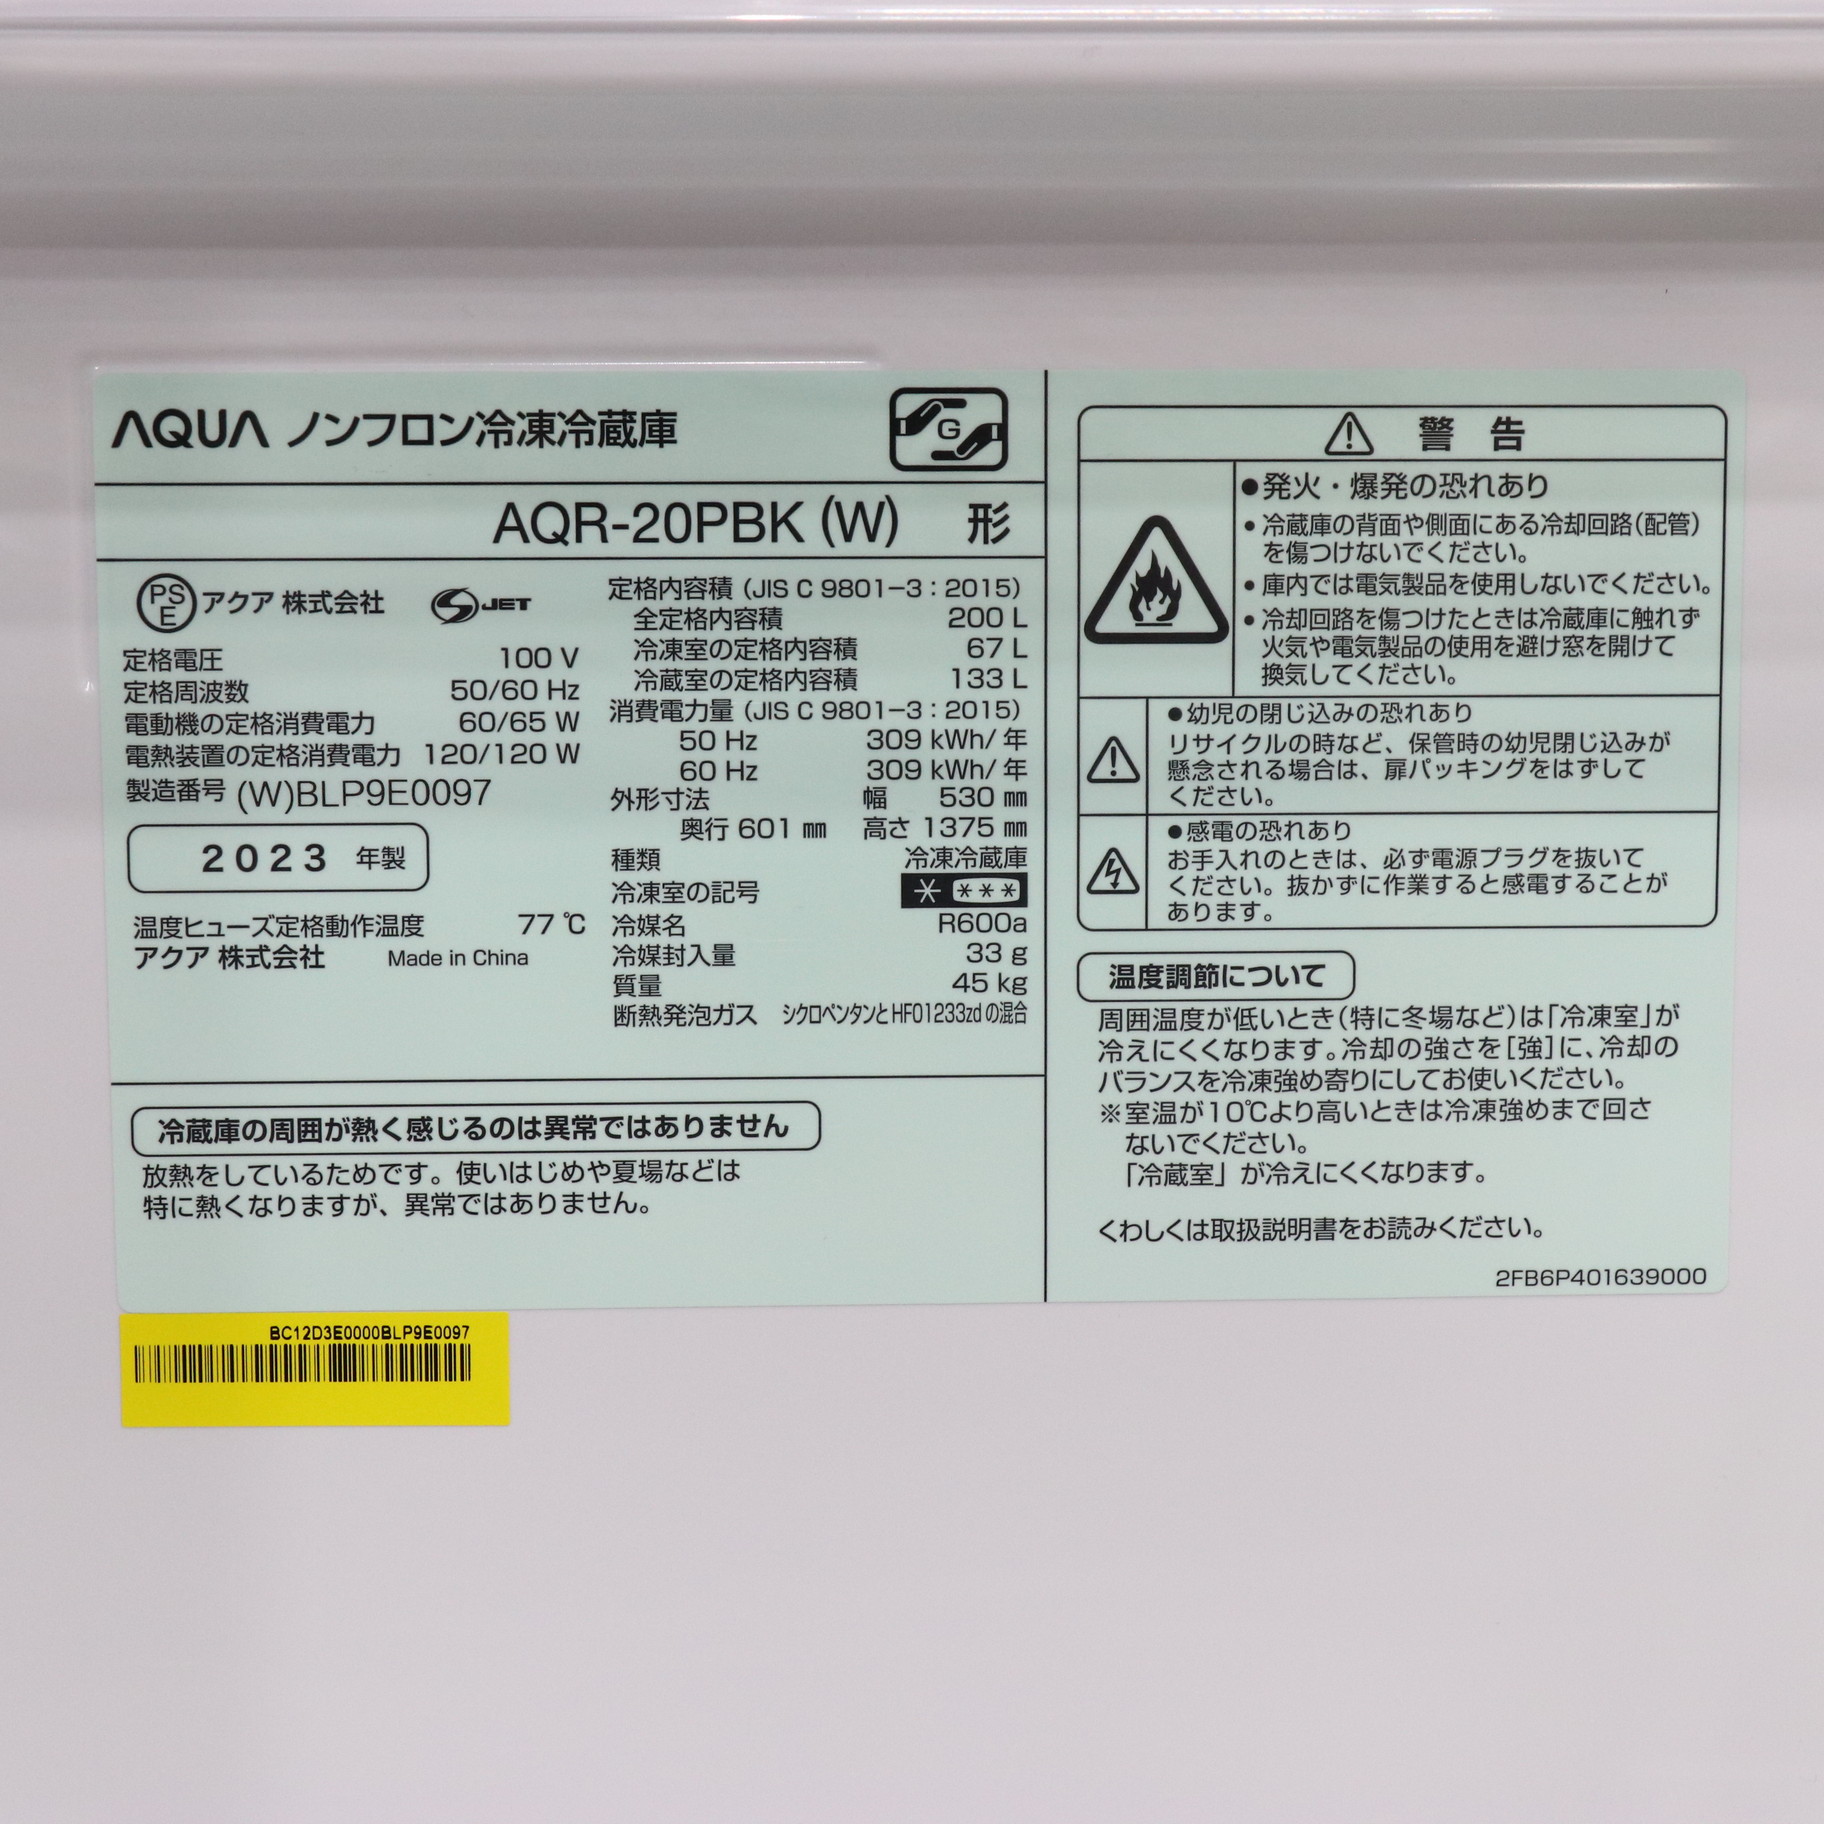 AQUA ノンフロン冷凍冷蔵庫
G
AQR-20PBK (W) 形
PS
E
アクア 株式会社
JET
定格電圧 100 V
定格周波数 50/60 Hz
電動機の定格消費電力 60/65 W
電熱装置の定格消費電力 120/120 W
製造番号 (W)BLP9E0097
2023 年製
温度ヒューズ定格動作温度 77 ℃
アクア 株式会社 Made in China
定格内容積 (JIS C 9801-3:2015)
全定格内容積 200 L
冷凍室の定格内容積 67 L
冷蔵室の定格内容積 133 L
消費電力量 (JIS C 9801-3:2015)
50 Hz 309 kWh/年
60 Hz 309 kWh/年
外形寸法 幅 530 ㎜
奥行 601 ㎜ 高さ 1375 ㎜
種類 冷凍冷蔵庫
冷凍室の記号 * ***
冷媒名 R600a
冷媒封入量 33 g
質量 45 kg
断熱発泡ガス シクロペンタンとHFO1233zdの混合
冷蔵庫の周囲が熱く感じるのは異常ではありません
放熱をしているためです。使いはじめや夏場などは
特に熱くなりますが、異常ではありません。
警 告
●発火・爆発の恐れあり
・冷蔵庫の背面や側面にある冷却回路(配管)
を傷つけないでください。
・庫内では電気製品を使用しないでください。
・冷却回路を傷つけたときは冷蔵庫に触れず
火気や電気製品の使用を避け窓を開けて
換気してください。
●幼児の閉じ込みの恐れあり
リサイクルの時など、保管時の幼児閉じ込みが
懸念される場合は、扉パッキングをはずして
ください。
●感電の恐れあり
お手入れのときは、必ず電源プラグを抜いて
ください。抜かずに作業すると感電することが
あります。
温度調節について
周囲温度が低いとき(特に冬場など)は「冷凍室」が
冷えにくくなります。冷却の強さを[強]に、冷却の
バランスを冷凍強め寄りにしてお使いください。
※室温が10℃より高いときは冷凍強めまで回さ
ないでください。
「冷蔵室」が冷えにくくなります。
くわしくは取扱説明書をお読みください。
2FB6P401639000
BC12D3E0000BLP9E0097